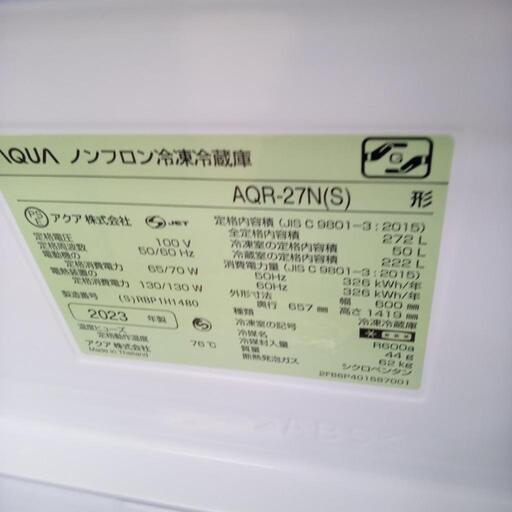 AQUA ノンフロン冷凍冷蔵庫
G
AQR-27N(S) 形
PS E アクア株式会社 JET
定格電圧 100 V
定格周波数 50/60 Hz
電動機の
定格消費電力 65/70 W
電熱装置の
定格消費電力 130/130 W
製造番号 (S)RBP1H1480
2023 年製
温度ヒューズ
定格動作温度 76℃
アクア株式会社
Made in Thailand
定格内容積 (JIS C 9801-3:2015)
全定格内容積 272 L
冷凍室の定格内容積 50 L
冷蔵室の定格内容積 222 L
消費電力量 (JIS C 9801-3:2015)
50Hz 326 kWh/年
60Hz 326 kWh/年
外形寸法 幅 600 mm
奥行 657 mm 高さ 1419 mm
種類 冷凍冷蔵庫
冷凍室の記号
冷媒名 R600a
冷媒封入量 44 g
質量 62 kg
断熱発泡ガス シクロペンタン
2FB6P4015B7001